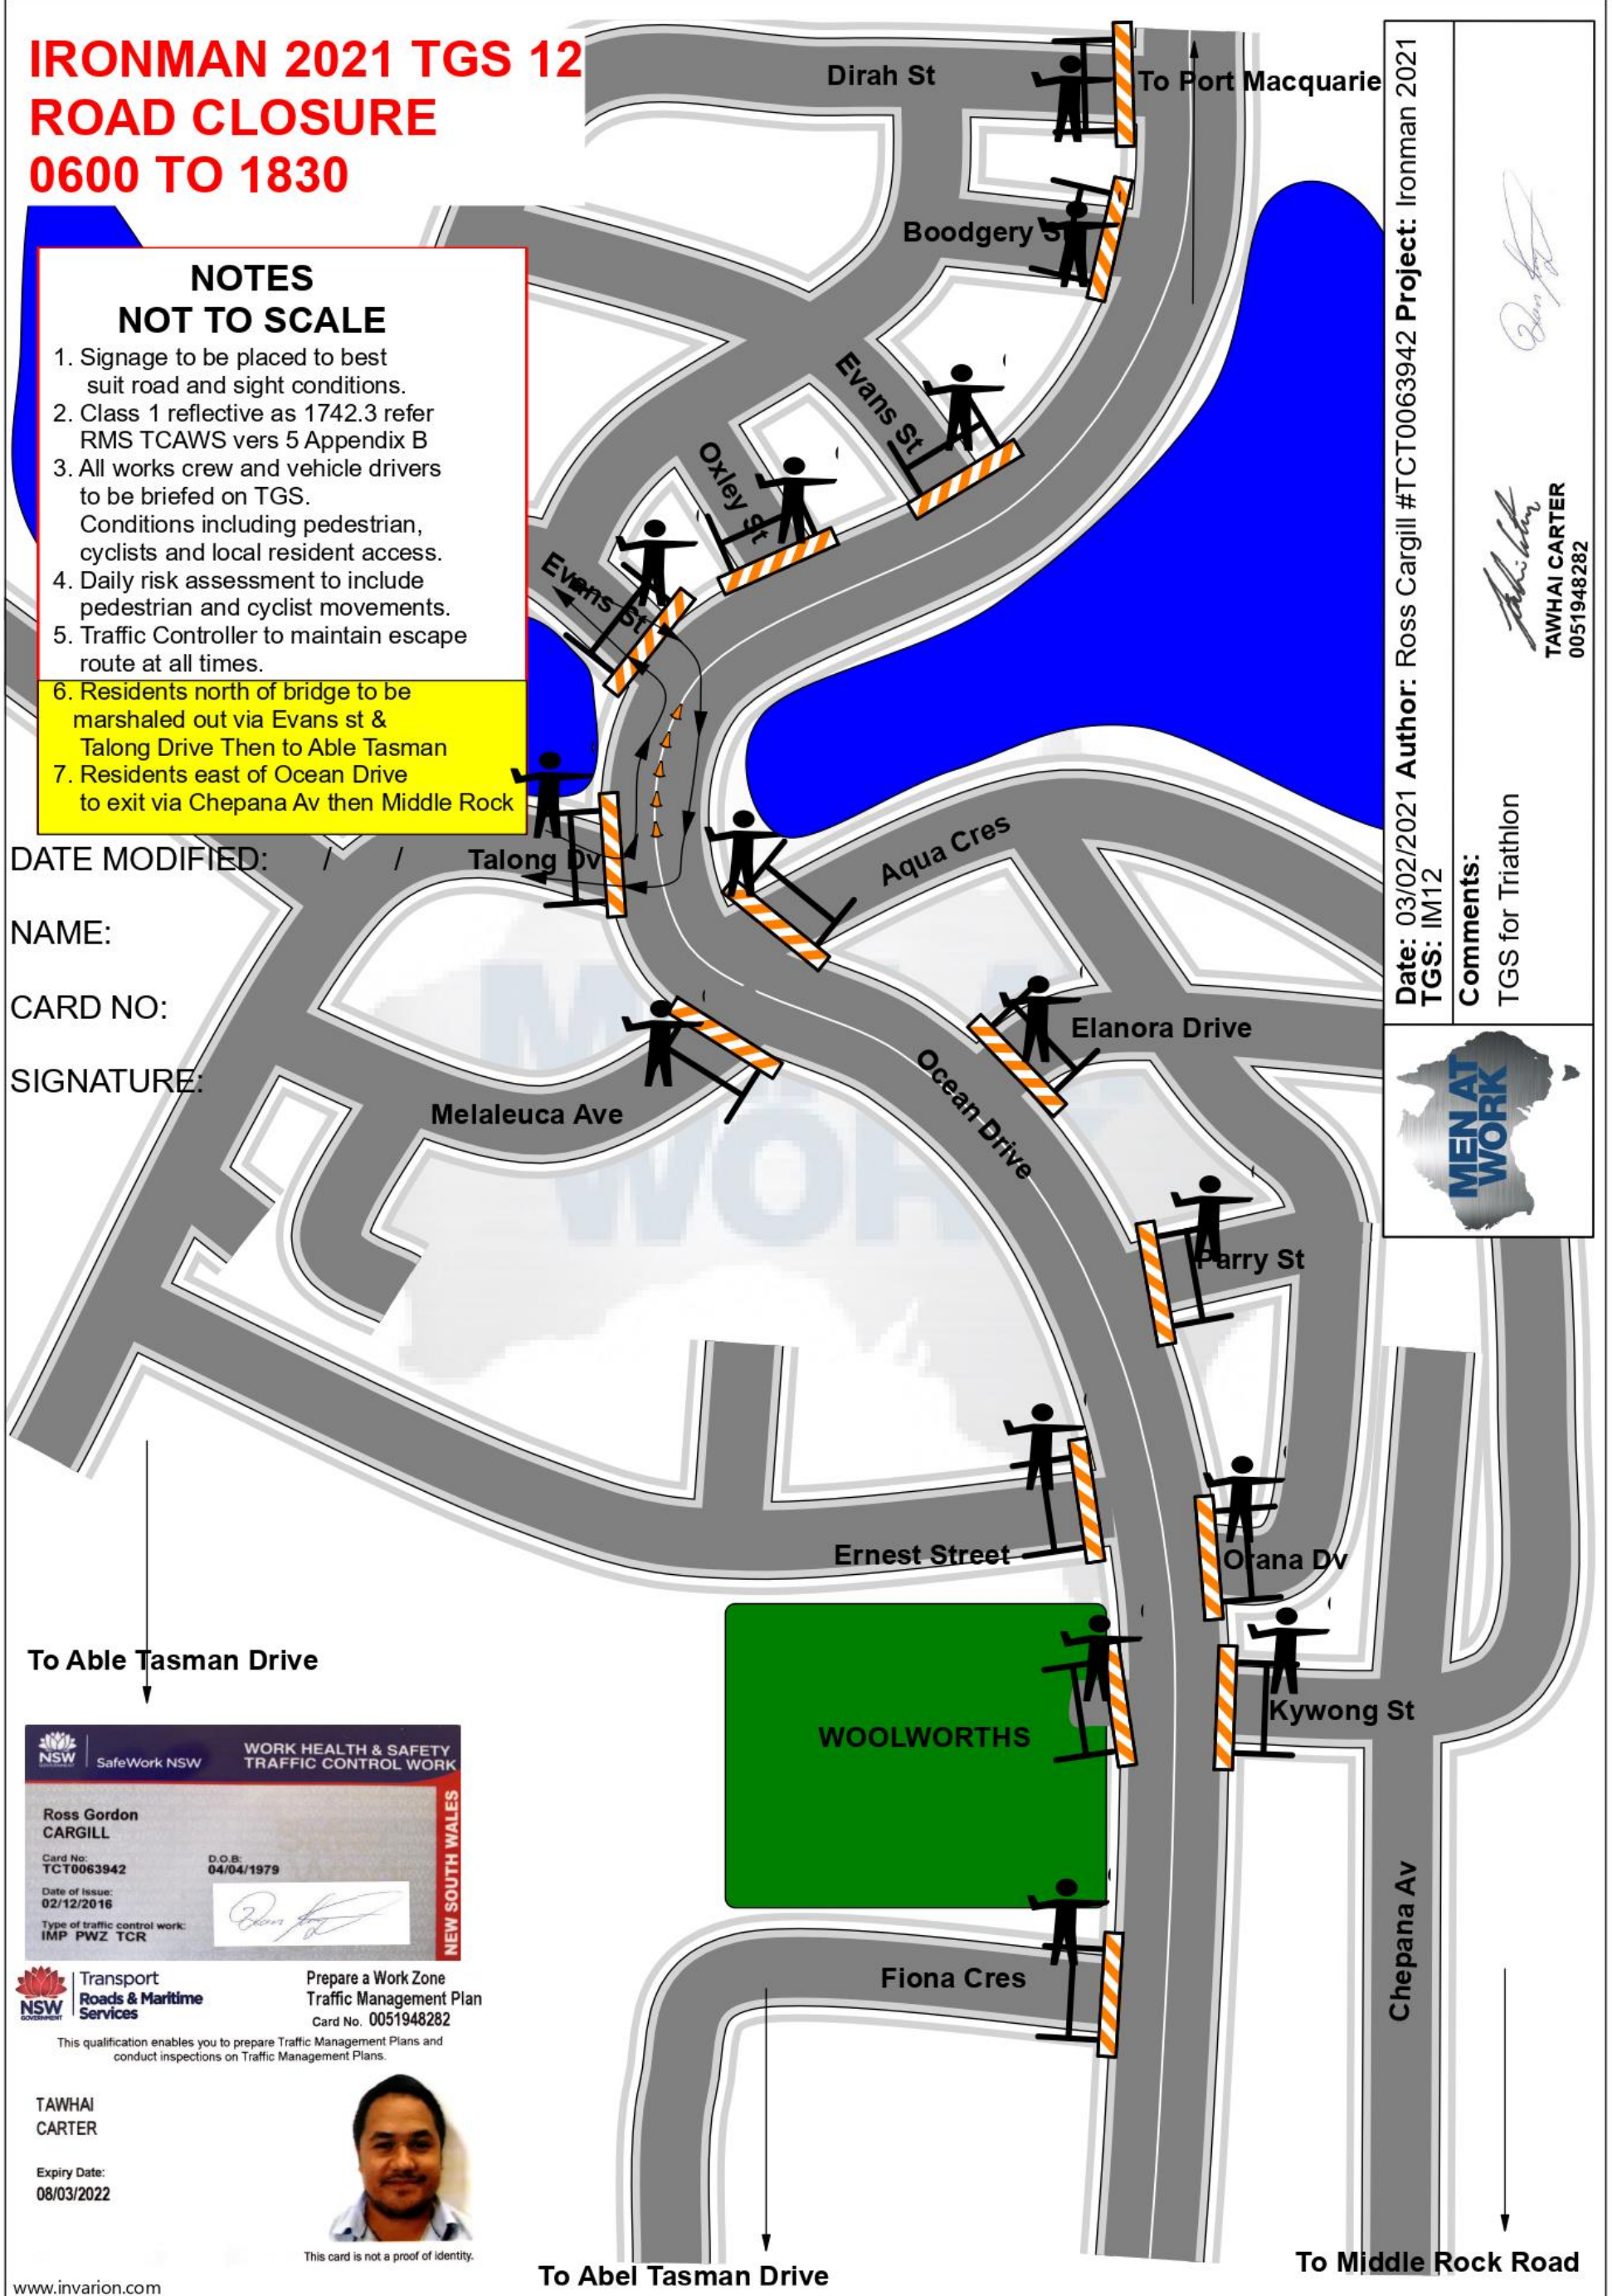 IRONMAN 2021 TGS 12
ROAD CLOSURE
0600 TO 1830
NOTES
NOT TO SCALE
1. Signage to be placed to best
suit road and sight conditions.
2. Class 1 reflective as 1742.3 refer
RMS TCAWS vers 5 Appendix B
3. All works crew and vehicle drivers
to be briefed on TGS.
Conditions including pedestrian,
cyclists and local resident access.
4. Daily risk assessment to include
pedestrian and cyclist movements.
5. Traffic Controller to maintain escape
route at all times.
6. Residents north of bridge to be
marshaled out via Evans st &
Talong Drive Then to Able Tasman
7. Residents east of Ocean Drive
to exit via Chepana Av then Middle Rock
DATE MODIFIED: / /
NAME:
CARD NO:
SIGNATURE:
Dirah St
To Port Macquarie
Boodgery St
Evans St
Oxley St
Evans St
Talong Dv
Aqua Cres
Elanora Drive
Melaleuca Ave
Ocean Drive
Parry St
Ernest Street
Orana Dv
WOOLWORTHS
Kywong St
Fiona Cres
Chepana Av
To Able Tasman Drive
To Abel Tasman Drive
To Middle Rock Road
MEN AT
WORK
Date: 03/02/2021 Author: Ross Cargill #TCT0063942 Project: Ironman 2021
TGS: IM12
Comments:
TGS for Triathlon
TAWHAI CARTER
0051948282
MEN AT
WORK
NSW
GOVERNMENT
SafeWork NSW
WORK HEALTH & SAFETY
TRAFFIC CONTROL WORK
Ross Gordon
CARGILL
Card No:
TCT0063942
D.O.B:
04/04/1979
Date of Issue:
02/12/2016
Type of traffic control work:
IMP PWZ TCR
NEW SOUTH WALES
NSW
GOVERNMENT
Transport
Roads & Maritime
Services
Prepare a Work Zone
Traffic Management Plan
Card No. 0051948282
This qualification enables you to prepare Traffic Management Plans and
conduct inspections on Traffic Management Plans.
TAWHAI
CARTER
Expiry Date:
08/03/2022
This card is not a proof of identity.
www.invarion.com